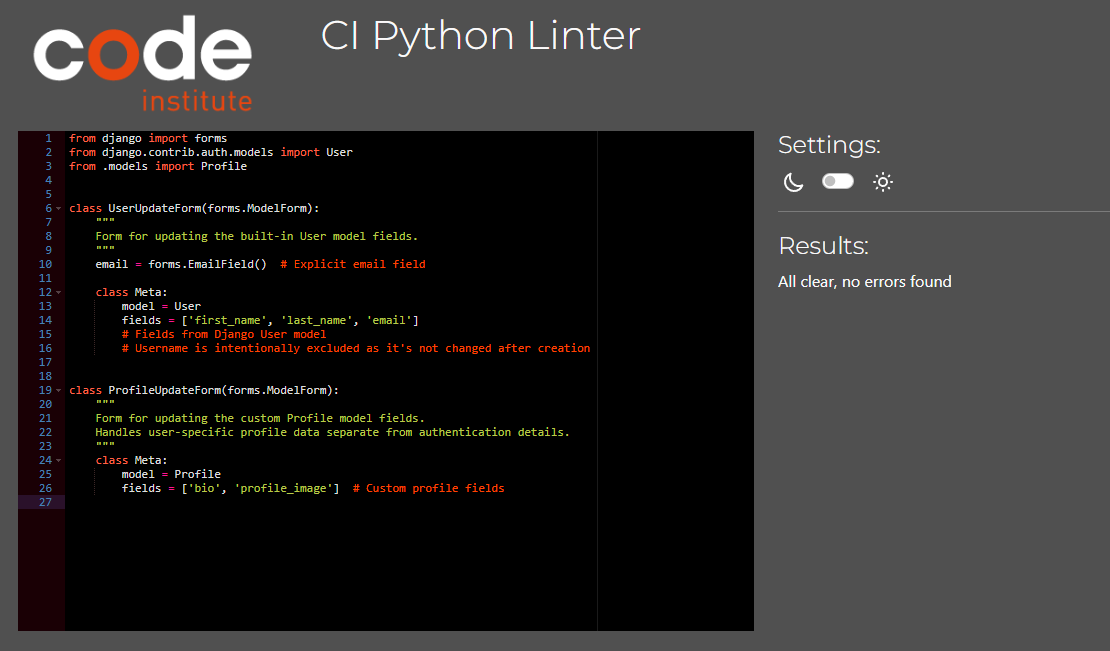 code
institute
CI Python Linter
1 from django import forms
2 from django.contrib.auth.models import User
3 from .models import Profile
4
5
6 class UserUpdateForm(forms.ModelForm):
7     """
8     Form for updating the built-in User model fields.
9     """
10     email = forms.EmailField()  # Explicit email field
11
12     class Meta:
13         model = User
14         fields = ['first_name', 'last_name', 'email']
15         # Fields from Django User model
16         # Username is intentionally excluded as it's not changed after creation
17
18
19 class ProfileUpdateForm(forms.ModelForm):
20     """
21     Form for updating the custom Profile model fields.
22     Handles user-specific profile data separate from authentication details.
23     """
24     class Meta:
25         model = Profile
26         fields = ['bio', 'profile_image']  # Custom profile fields
27
Settings:
Results:
All clear, no errors found